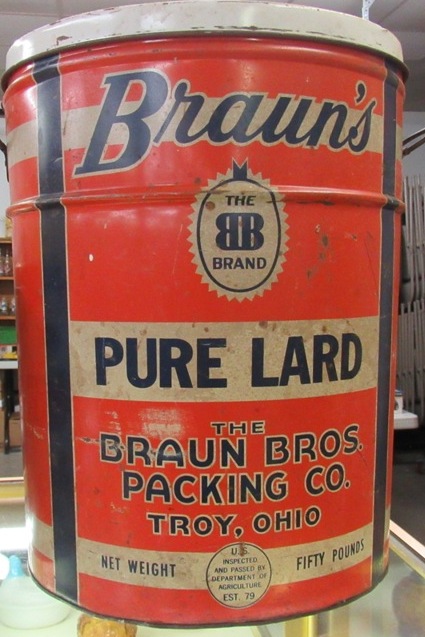 Braun's
THE
BB
BRAND
PURE LARD
THE
BRAUN BROS.
PACKING CO.
TROY, OHIO
NET WEIGHT
FIFTY POUNDS
U.S.
INSPECTED
AND PASSED BY
DEPARTMENT OF
AGRICULTURE
EST. 79